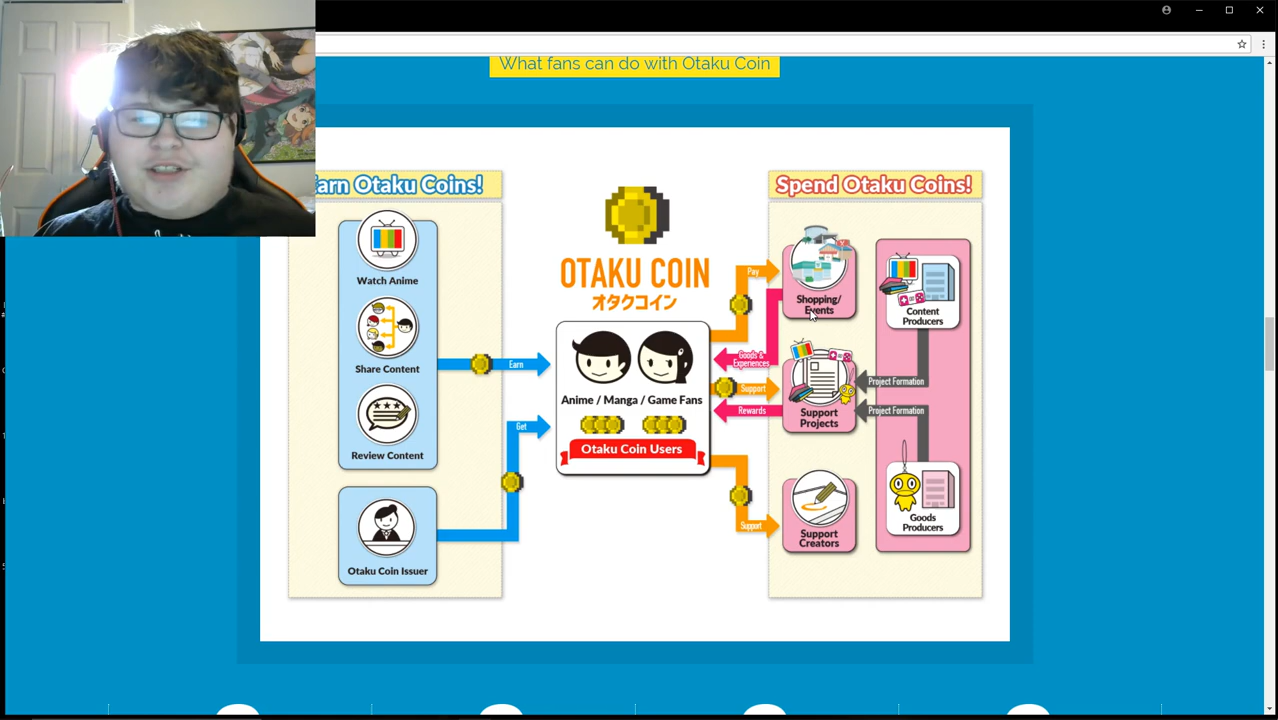 What fans can do with Otaku Coin
arn Otaku Coins!
Watch Anime
Share Content
Review Content
Otaku Coin Issuer
Earn
Get
OTAKU COIN
オタクコイン
Anime / Manga / Game Fans
Otaku Coin Users
Spend Otaku Coins!
Pay
Goods &
Experiences
Support
Rewards
Support
Shopping/
Events
Support
Projects
Support
Creators
Project Formation
Project Formation
Content
Producers
Goods
Producers